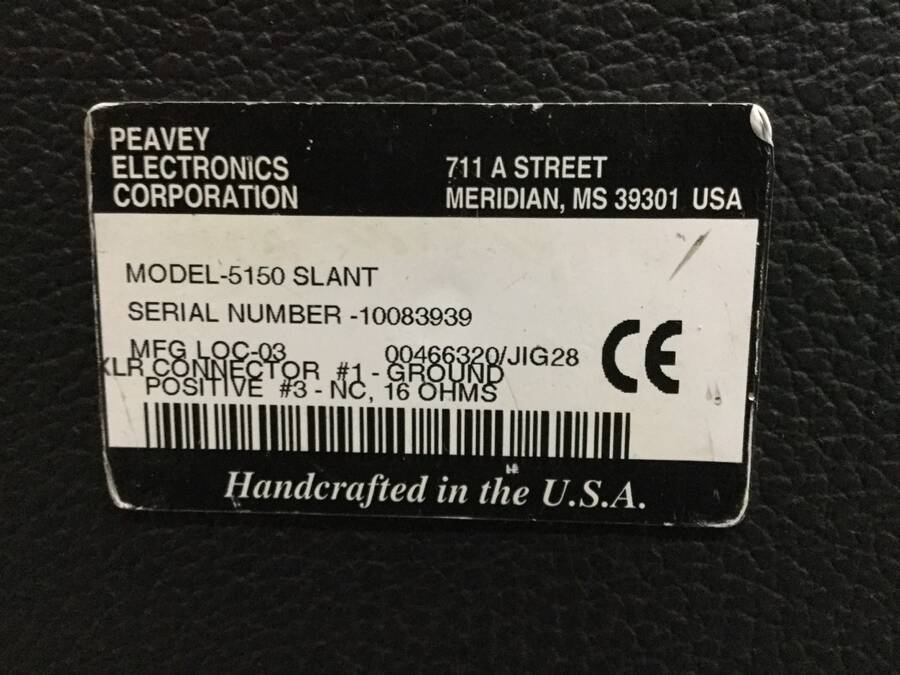 PEAVEY
ELECTRONICS
CORPORATION
711 A STREET
MERIDIAN, MS 39301 USA
MODEL-5150 SLANT
SERIAL NUMBER -10083939
MFG LOC-03 00466320/JIG28
XLR CONNECTOR #1 - GROUND
POSITIVE #3 - NC, 16 OHMS
CE
Handcrafted in the U.S.A.